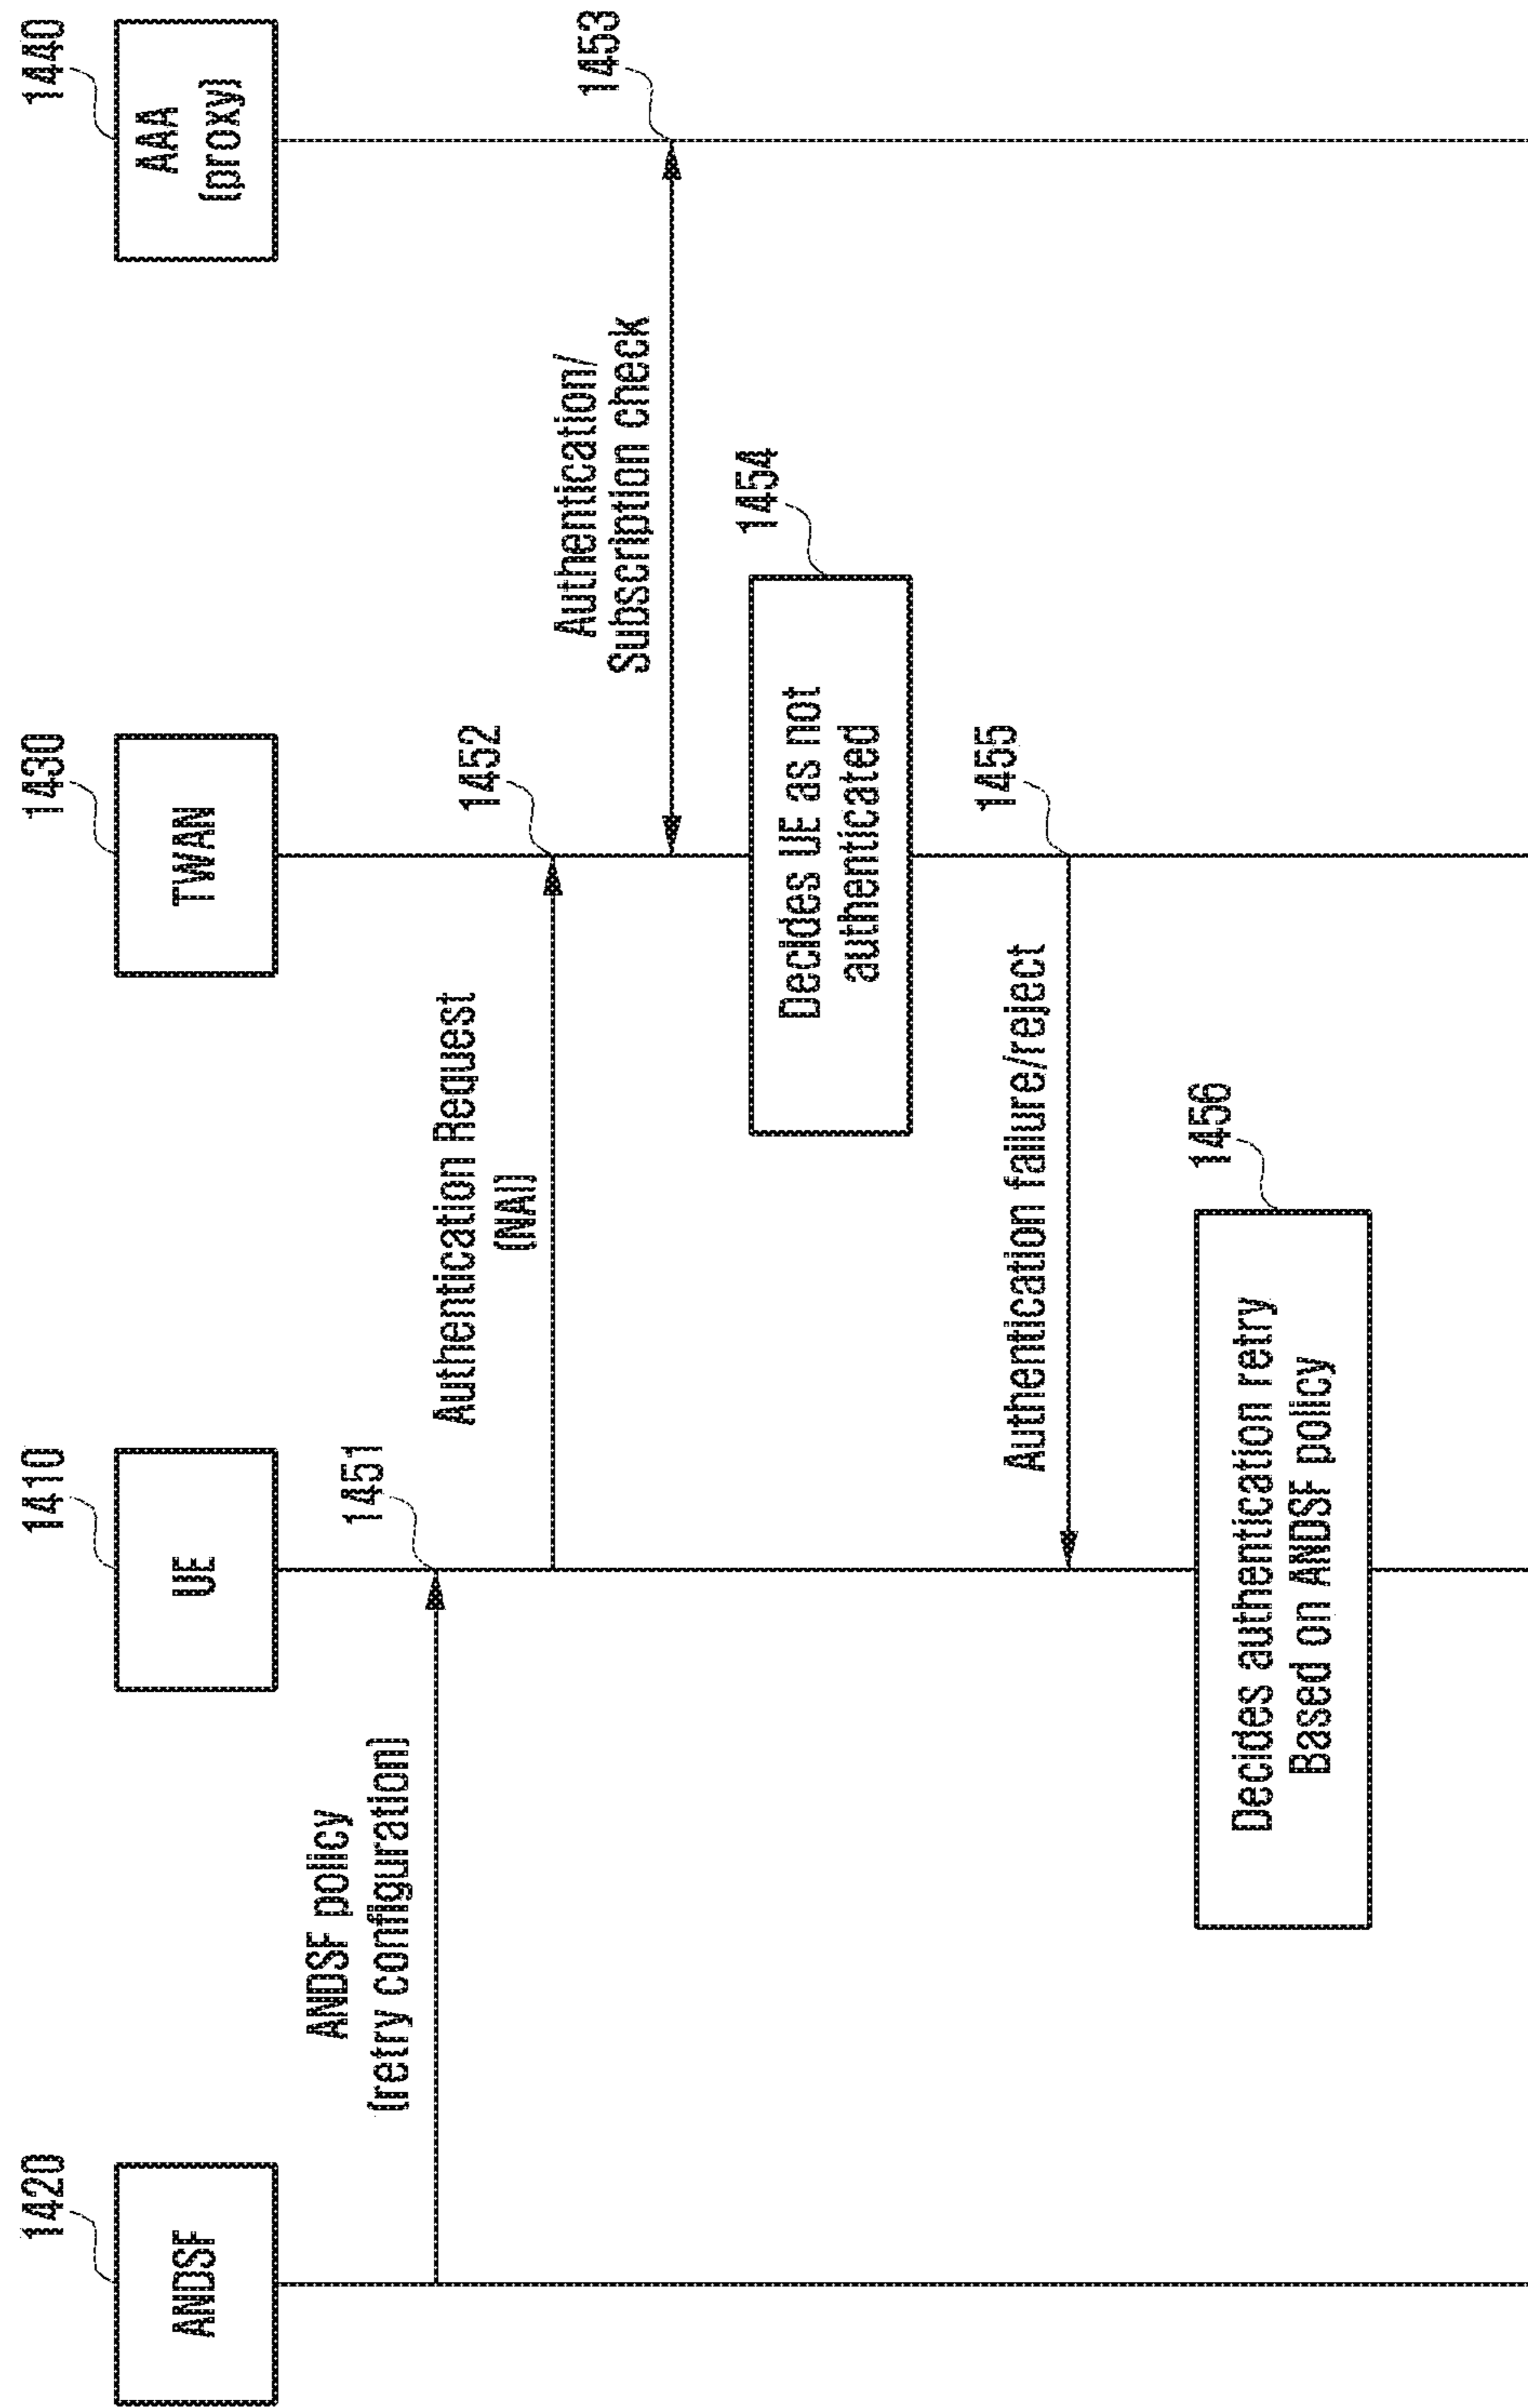 1420
1410
1430
1440
ANDSF
UE
TWAN
AAA
(proxy)
ANDSF policy
(retry configuration)
1451
Authentication Request
(NAI)
1452
Authentication/
Subscription check
1453
Decides UE as not
authenticated
1454
Authentication failure/reject
1455
Decides authentication retry
Based on ANDSF policy
1456